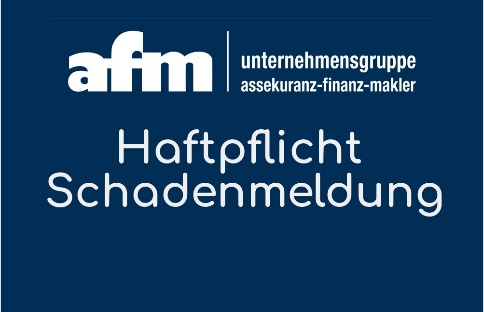 afm
unternehmensgruppe
assekuranz-finanz-makler
Haftpflicht
Schadenmeldung